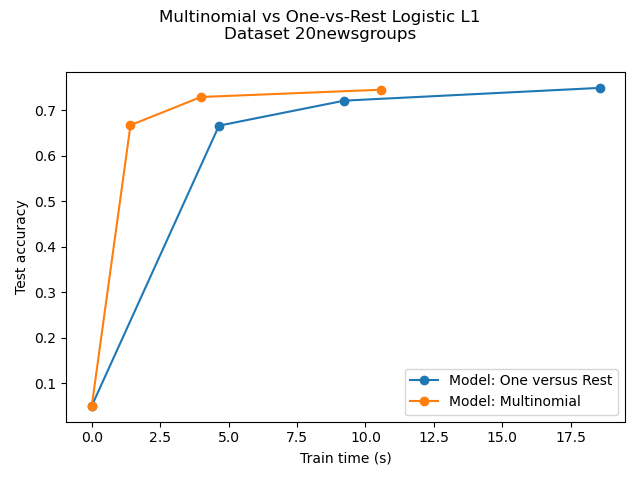 Multinomial vs One-vs-Rest Logistic L1
Dataset 20newsgroups
0.7
0.6
0.5
0.4
0.3
0.2
0.1
Test accuracy
Model: One versus Rest
Model: Multinomial
0.0 2.5 5.0 7.5 10.0 12.5 15.0 17.5
Train time (s)